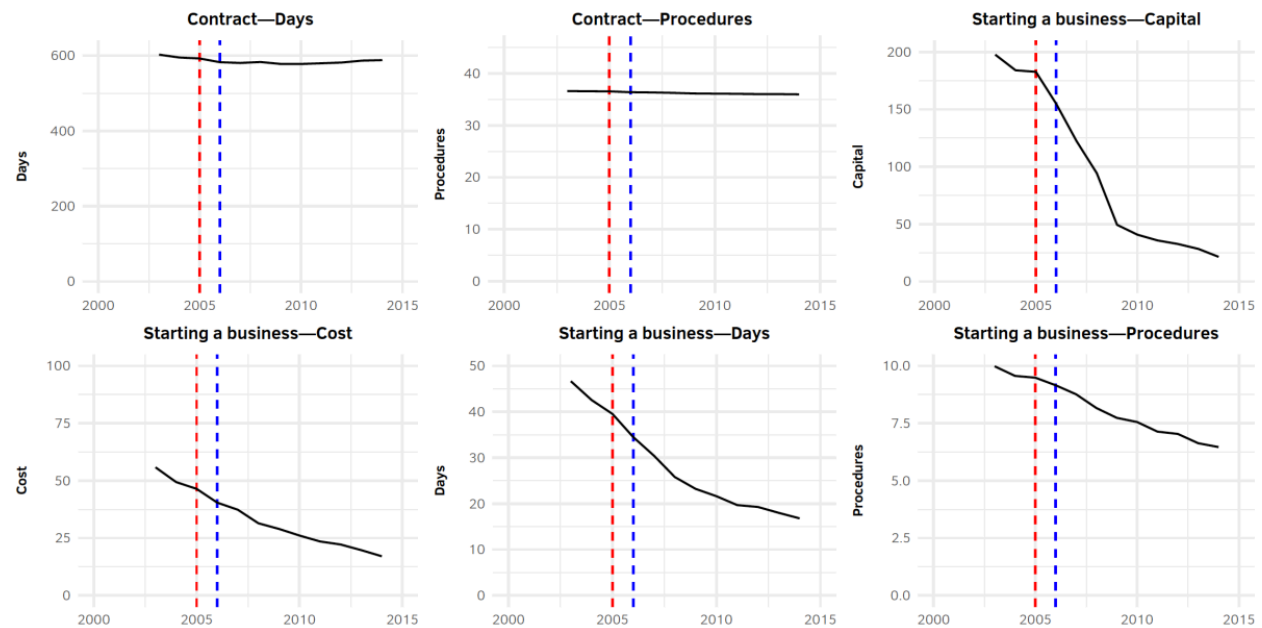 Contract—Days
Days
600
400
200
0
2000 2005 2010 2015
Contract—Procedures
Procedures
40
30
20
10
0
2000 2005 2010 2015
Starting a business—Capital
Capital
200
150
100
50
0
2000 2005 2010 2015
Starting a business—Cost
Cost
100
75
50
25
0
2000 2005 2010 2015
Starting a business—Days
Days
50
40
30
20
10
0
2000 2005 2010 2015
Starting a business—Procedures
Procedures
10.0
7.5
5.0
2.5
0.0
2000 2005 2010 2015